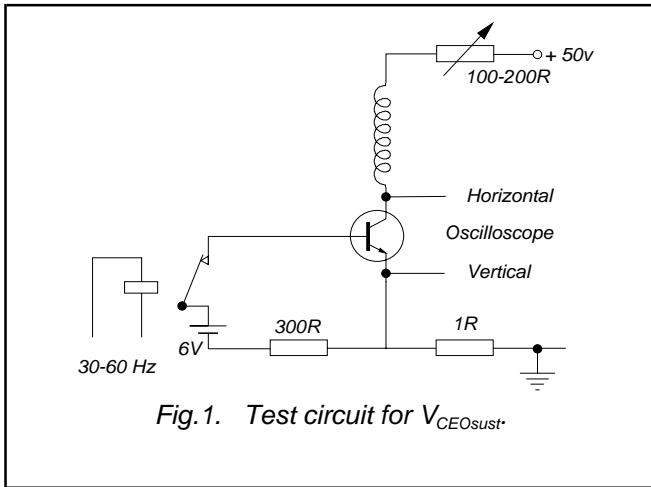 + 50v
100-200R
Horizontal
Oscilloscope
Vertical
300R
1R
6V
30-60 Hz
Fig.1. Test circuit for VCEOsust.